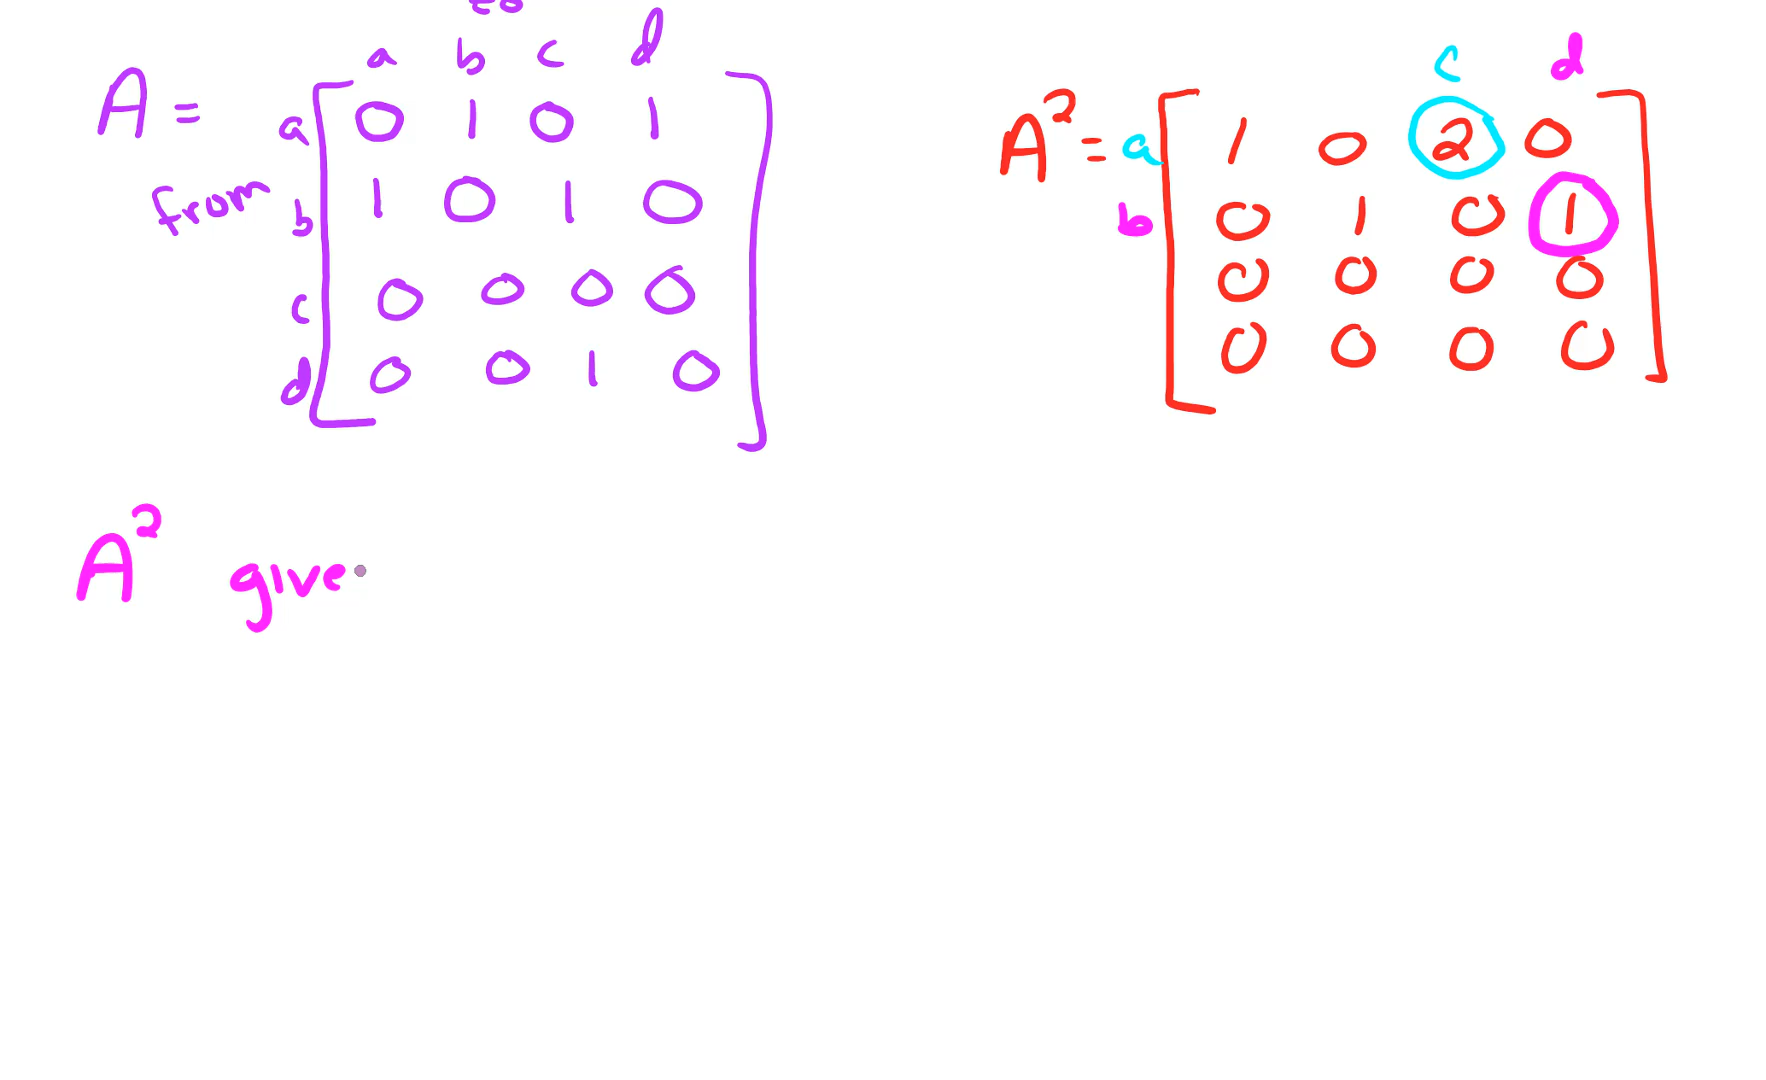 to
a b c d
A = a 0 1 0 1
from b 1 0 1 0
c 0 0 0 0
d 0 0 1 0
c d
A² = a 1 0 2 0
b 0 1 0 1
0 0 0 0
0 0 0 0
A² give